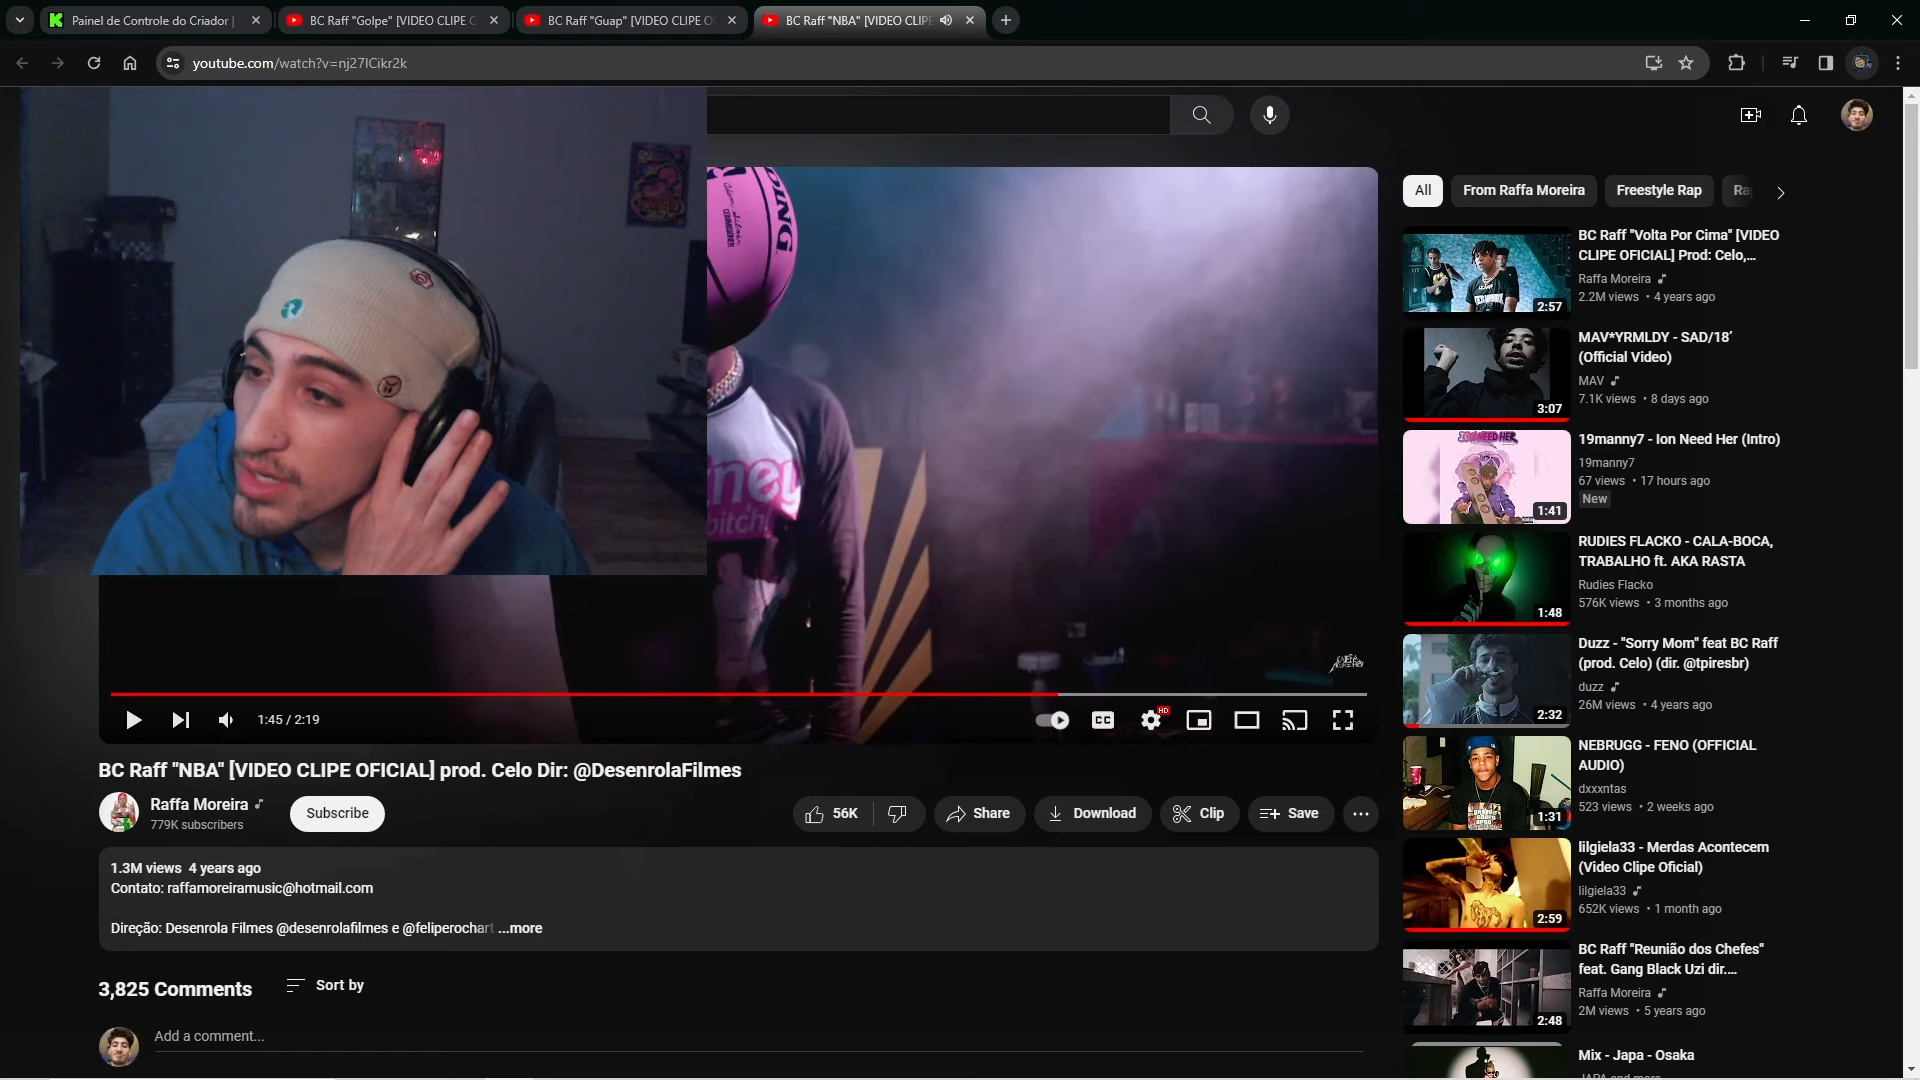 Painel de Controle do Criador |
BC Raff "Golpe" [VIDEO CLIPE O
BC Raff "Guap" [VIDEO CLIPE O
BC Raff "NBA" [VIDEO CLIPE
youtube.com/watch?v=nj27lCikr2k
DING
ney
bitch!
1:45 / 2:19
CC
HD
BC Raff "NBA" [VIDEO CLIPE OFICIAL] prod. Celo Dir: @DesenrolaFilmes
Raffa Moreira
779K subscribers
Subscribe
56K
Share
Download
Clip
Save
1.3M views 4 years ago
Contato: raffamoreiramusic@hotmail.com
Direção: Desenrola Filmes @desenrolafilmes e @feliperochart ...more
3,825 Comments
Sort by
Add a comment...
All
From Raffa Moreira
Freestyle Rap
Rap
BC Raff "Volta Por Cima" [VIDEO
CLIPE OFICIAL] Prod: Celo,...
Raffa Moreira
2.2M views • 4 years ago
2:57
MAV*YRMLDY - SAD/18’
(Official Video)
MAV
7.1K views • 8 days ago
3:07
19manny7 - Ion Need Her (Intro)
19manny7
67 views • 17 hours ago
New
1:41
RUDIES FLACKO - CALA-BOCA,
TRABALHO ft. AKA RASTA
Rudies Flacko
576K views • 3 months ago
1:48
Duzz - "Sorry Mom" feat BC Raff
(prod. Celo) (dir. @tpiresbr)
duzz
26M views • 4 years ago
2:32
NEBRUGG - FENO (OFFICIAL
AUDIO)
dxxxntas
523 views • 2 weeks ago
1:31
lilgiela33 - Merdas Acontecem
(Video Clipe Oficial)
lilgiela33
652K views • 1 month ago
2:59
BC Raff "Reunião dos Chefes"
feat. Gang Black Uzi dir....
Raffa Moreira
2M views • 5 years ago
2:48
Mix - Japa - Osaka